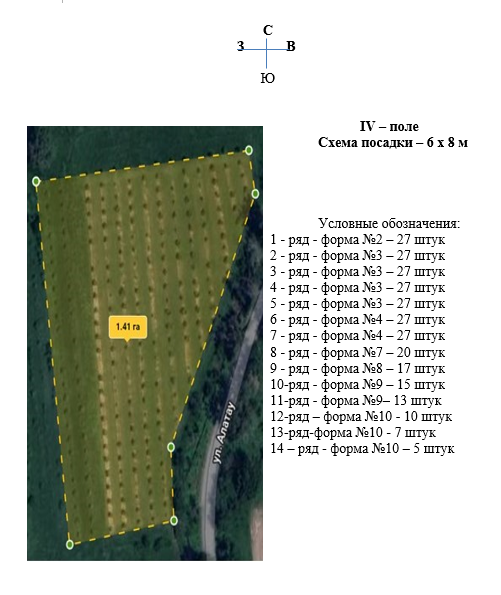 С
З
В
Ю
IV – поле
Схема посадки – 6 х 8 м
Условные обозначения:
1 - ряд - форма №2 – 27 штук
2 - ряд - форма №3 – 27 штук
3 - ряд - форма №3 – 27 штук
4 - ряд - форма №3 – 27 штук
5 - ряд - форма №3 – 27 штук
6 - ряд - форма №4 – 27 штук
7 - ряд - форма №4 – 27 штук
8 - ряд - форма №7 – 20 штук
9 - ряд - форма №8 – 17 штук
10-ряд - форма №9 – 15 штук
11-ряд - форма №9– 13 штук
12-ряд – форма №10 - 10 штук
13-ряд-форма №10 - 7 штук
14 – ряд - форма №10 – 5 штук
1.41 га
ул. Алатау